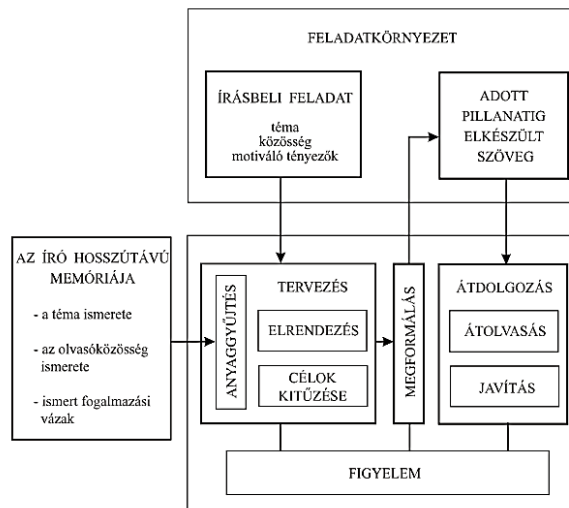 FELADATKÖRNYEZET
ÍRÁSBELI FELADAT
téma
közösség
motiváló tényezők
ADOTT
PILLANATIG
ELKÉSZÜLT
SZÖVEG
AZ ÍRÓ HOSSZÚTÁVÚ
MEMÓRIÁJA
- a téma ismerete
- az olvasóközösség
ismerete
- ismert fogalmazási
vázak
TERVEZÉS
ANYAGGYŰJTÉS
ELRENDEZÉS
CÉLOK
KITŰZÉSE
MEGFORMÁLÁS
ÁTDOLGOZÁS
ÁTOLVASÁS
JAVÍTÁS
FIGYELEM